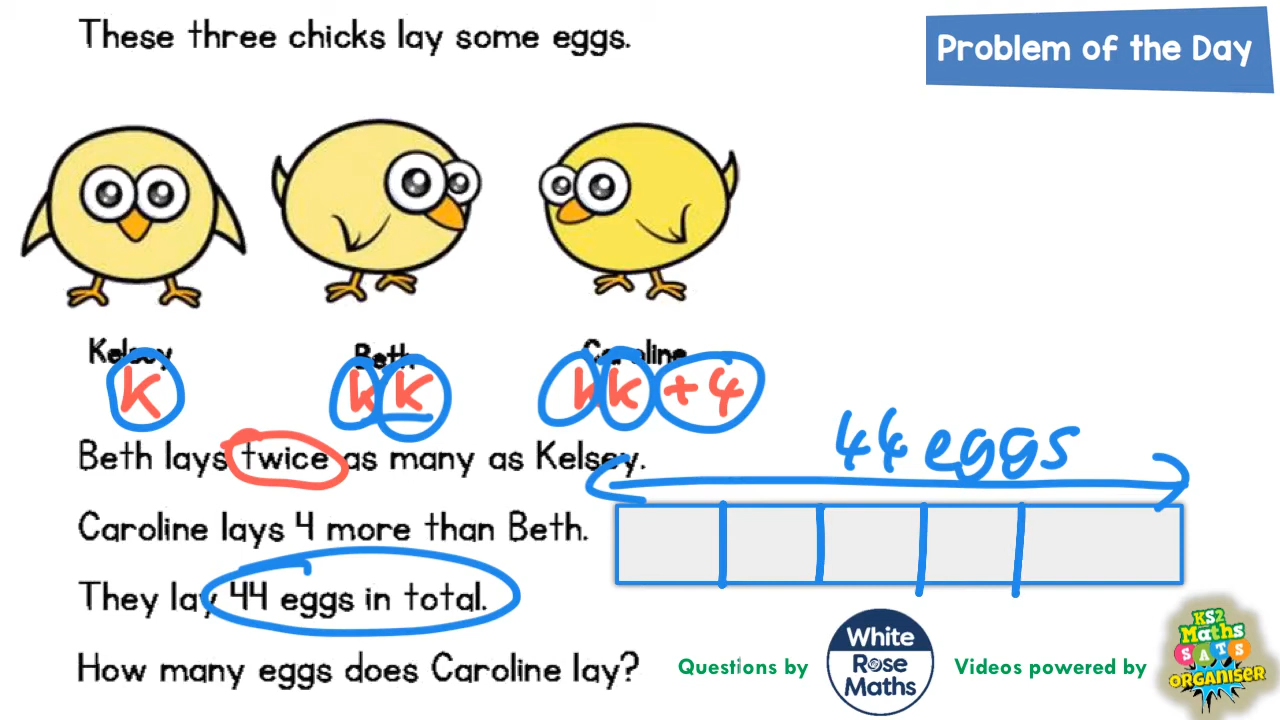 These three chicks lay some eggs.
Problem of the Day
Kelsey
Beth
Caroline
K
k K
k k +4
Beth lays twice as many as Kelsey.
44 eggs
Caroline lays 4 more than Beth.
They lay 44 eggs in total.
How many eggs does Caroline lay?
Questions by
White
Rose
Maths
Videos powered by
KS2
Maths
SATS
ORGANISER